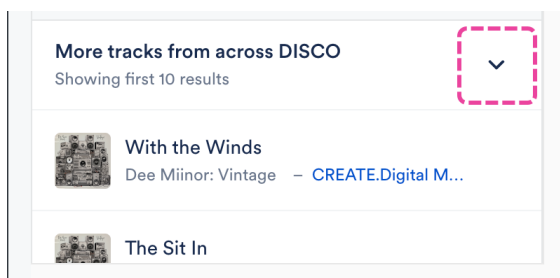 More tracks from across DISCO
Showing first 10 results
With the Winds
Dee Miinor: Vintage – CREATE.Digital M...
The Sit In